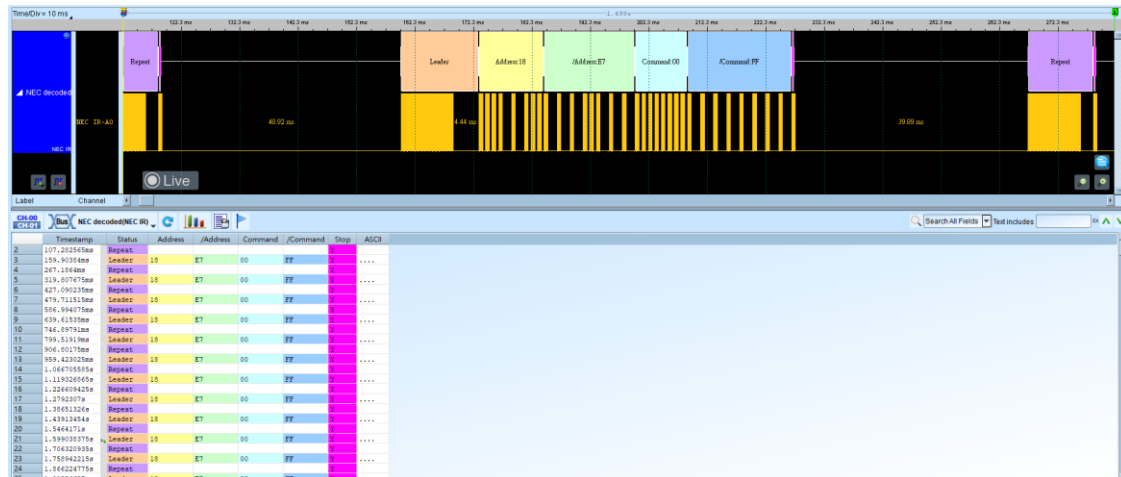 Time/Div = 10 ms
1.699s
122.3 ms 132.3 ms 142.3 ms 152.3 ms 162.3 ms 172.3 ms 182.3 ms 192.3 ms 202.3 ms 212.3 ms 222.3 ms 232.3 ms 242.3 ms 252.3 ms 262.3 ms 272.3 ms
Repeat Leader Address:18 /Address:E7 Command:00 /Command:FF Repeat
NEC decoded
NEC IR-A0 40.92 ms 4.44 ms 39.89 ms
NEC IR
Live
Label Channel
CH-00
CH-01 Bus NEC decoded(NEC IR) Search All Fields Text includes
Timestamp Status Address /Address Command /Command Stop ASCII
2 107.282565ms Repeat Y
3 159.90384ms Leader 18 E7 00 FF Y ....
4 267.1864ms Repeat Y
5 319.807675ms Leader 18 E7 00 FF Y ....
6 427.090235ms Repeat Y
7 479.711515ms Leader 18 E7 00 FF Y ....
8 586.994075ms Repeat Y
9 639.61535ms Leader 18 E7 00 FF Y ....
10 746.89791ms Repeat Y
11 799.51919ms Leader 18 E7 00 FF Y ....
12 906.80175ms Repeat Y
13 959.423025ms Leader 18 E7 00 FF Y ....
14 1.066705585s Repeat Y
15 1.119326865s Leader 18 E7 00 FF Y ....
16 1.226609425s Repeat Y
17 1.2792307s Leader 18 E7 00 FF Y ....
18 1.38651326s Repeat Y
19 1.43913454s Leader 18 E7 00 FF Y ....
20 1.5464171s Repeat Y
21 1.599038375s Leader 18 E7 00 FF Y ....
22 1.706320935s Repeat Y
23 1.758942215s Leader 18 E7 00 FF Y ....
24 1.866224775s Repeat Y